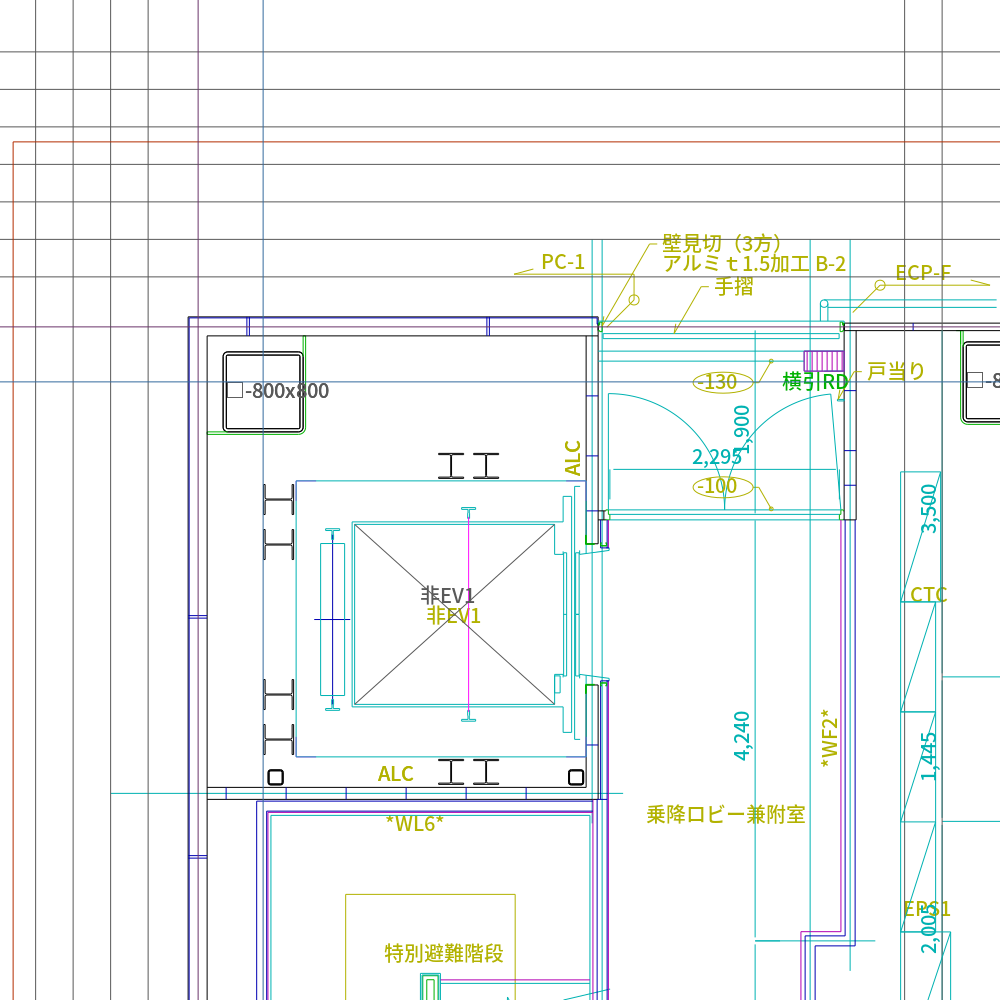 壁見切（3方）
アルミｔ1.5加工 B-2
PC-1
ECP-F
手摺
戸当り
-130
横引RD
□-800x800
□-8
1,900
2,295
ALC
-100
3,500
CTC
非EV1
非EV1
4,240
*WF2*
1,445
ALC
*WL6*
乗降ロビー兼附室
EPS1
2,005
特別避難階段